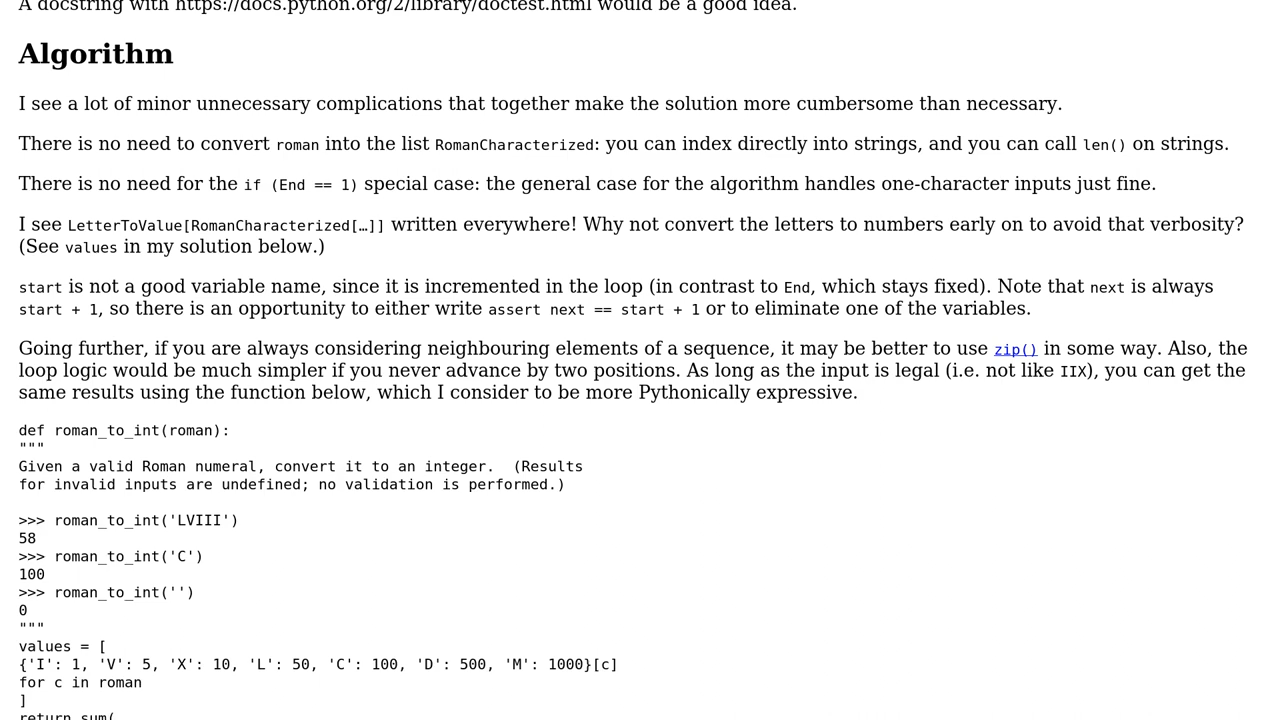 A docstring with https://docs.python.org/2/library/doctest.html would be a good idea.
Algorithm
I see a lot of minor unnecessary complications that together make the solution more cumbersome than necessary.
There is no need to convert roman into the list RomanCharacterized: you can index directly into strings, and you can call len() on strings.
There is no need for the if (End == 1) special case: the general case for the algorithm handles one-character inputs just fine.
I see LetterToValue[RomanCharacterized[…]] written everywhere! Why not convert the letters to numbers early on to avoid that verbosity?
(See values in my solution below.)
start is not a good variable name, since it is incremented in the loop (in contrast to End, which stays fixed). Note that next is always
start + 1, so there is an opportunity to either write assert next == start + 1 or to eliminate one of the variables.
Going further, if you are always considering neighbouring elements of a sequence, it may be better to use zip() in some way. Also, the
loop logic would be much simpler if you never advance by two positions. As long as the input is legal (i.e. not like IIX), you can get the
same results using the function below, which I consider to be more Pythonically expressive.
def roman_to_int(roman):
"""
Given a valid Roman numeral, convert it to an integer.  (Results
for invalid inputs are undefined; no validation is performed.)
>>> roman_to_int('LVIII')
58
>>> roman_to_int('C')
100
>>> roman_to_int('')
0
"""
values = [
{'I': 1, 'V': 5, 'X': 10, 'L': 50, 'C': 100, 'D': 500, 'M': 1000}[c]
for c in roman
]
return sum(